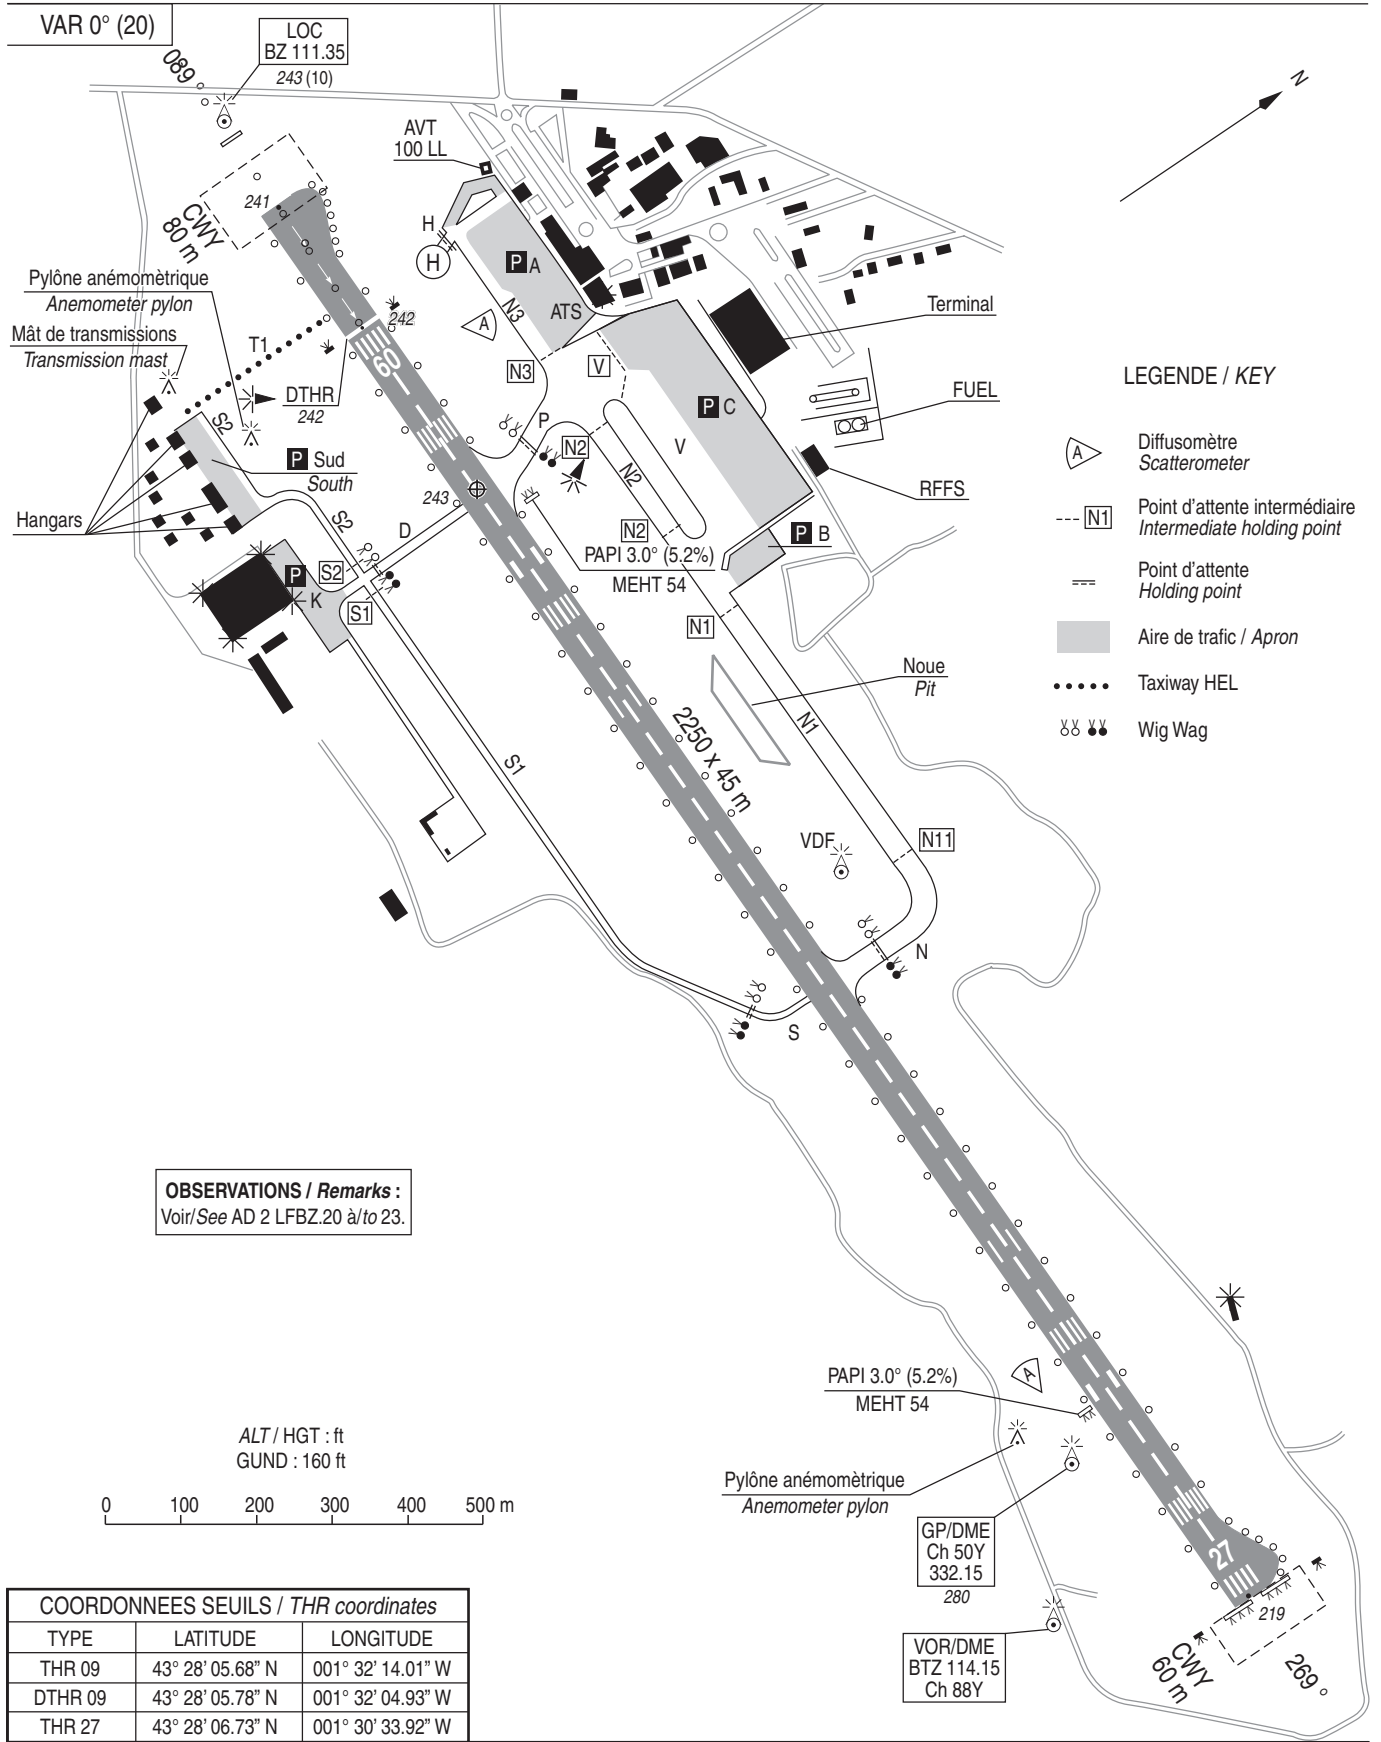 VAR 0° (20)
LOC
BZ 111.35
243 (10)
089 °
N
AVT
100 LL
241
CWY
80 m
H
H
P A
Pylône anémomètrique
Anemometer pylon
N3
ATS
Terminal
Mât de transmissions
Transmission mast
T1
242
A
09
N3
V
LEGENDE / KEY
DTHR
242
FUEL
P C
S2
P
N2
V
A
Diffusomètre
Scatterometer
P Sud
South
N2
RFFS
243
N1
Point d'attente intermédiaire
Intermediate holding point
Hangars
S2
D
N2
P B
PAPI 3.0° (5.2%)
MEHT 54
P
K
S2
S1
Point d'attente
Holding point
N1
Aire de trafic / Apron
Noue
Pit
Taxiway HEL
N1
2250 x 45 m
Wig Wag
S1
VDF
N11
N
S
OBSERVATIONS / Remarks :
Voir/See AD 2 LFBZ.20 à/to 23.
A
PAPI 3.0° (5.2%)
MEHT 54
ALT / HGT : ft
GUND : 160 ft
Pylône anémomètrique
Anemometer pylon
0 100 200 300 400 500 m
GP/DME
Ch 50Y
332.15
280
27
219
VOR/DME
BTZ 114.15
Ch 88Y
CWY
60 m
269 °
COORDONNEES SEUILS / THR coordinates
TYPE LATITUDE LONGITUDE
THR 09 43° 28' 05.68" N 001° 32' 14.01" W
DTHR 09 43° 28' 05.78" N 001° 32' 04.93" W
THR 27 43° 28' 06.73" N 001° 30' 33.92" W